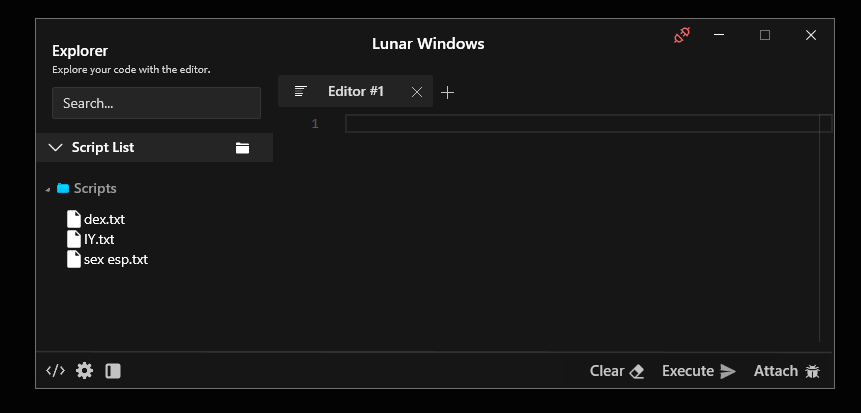 Lunar Windows
Explorer
Explore your code with the editor.
Search...
Script List
Scripts
dex.txt
IY.txt
sex esp.txt
Editor #1
1
</>
Clear
Execute
Attach